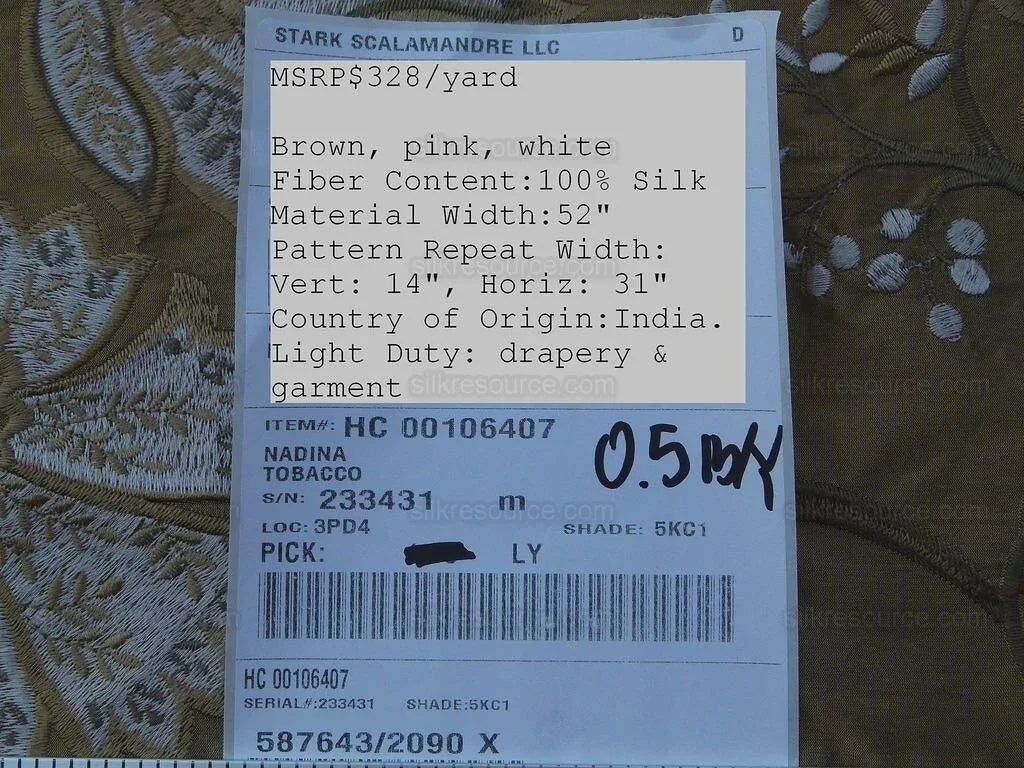 STARK SCALAMANDRE LLC D
MSRP$328/yard
Brown, pink, white
Fiber Content:100% Silk
Material Width:52"
Pattern Repeat Width:
Vert: 14", Horiz: 31"
Country of Origin:India.
Light Duty: drapery &
garment
ITEM#: HC 00106407
NADINA
TOBACCO
S/N: 233431 m
0.5
LOC: 3PD4 SHADE: 5KC1
PICK: LY
HC 00106407
SERIAL#:233431 SHADE:5KC1
587643/2090 X
silkresource.com